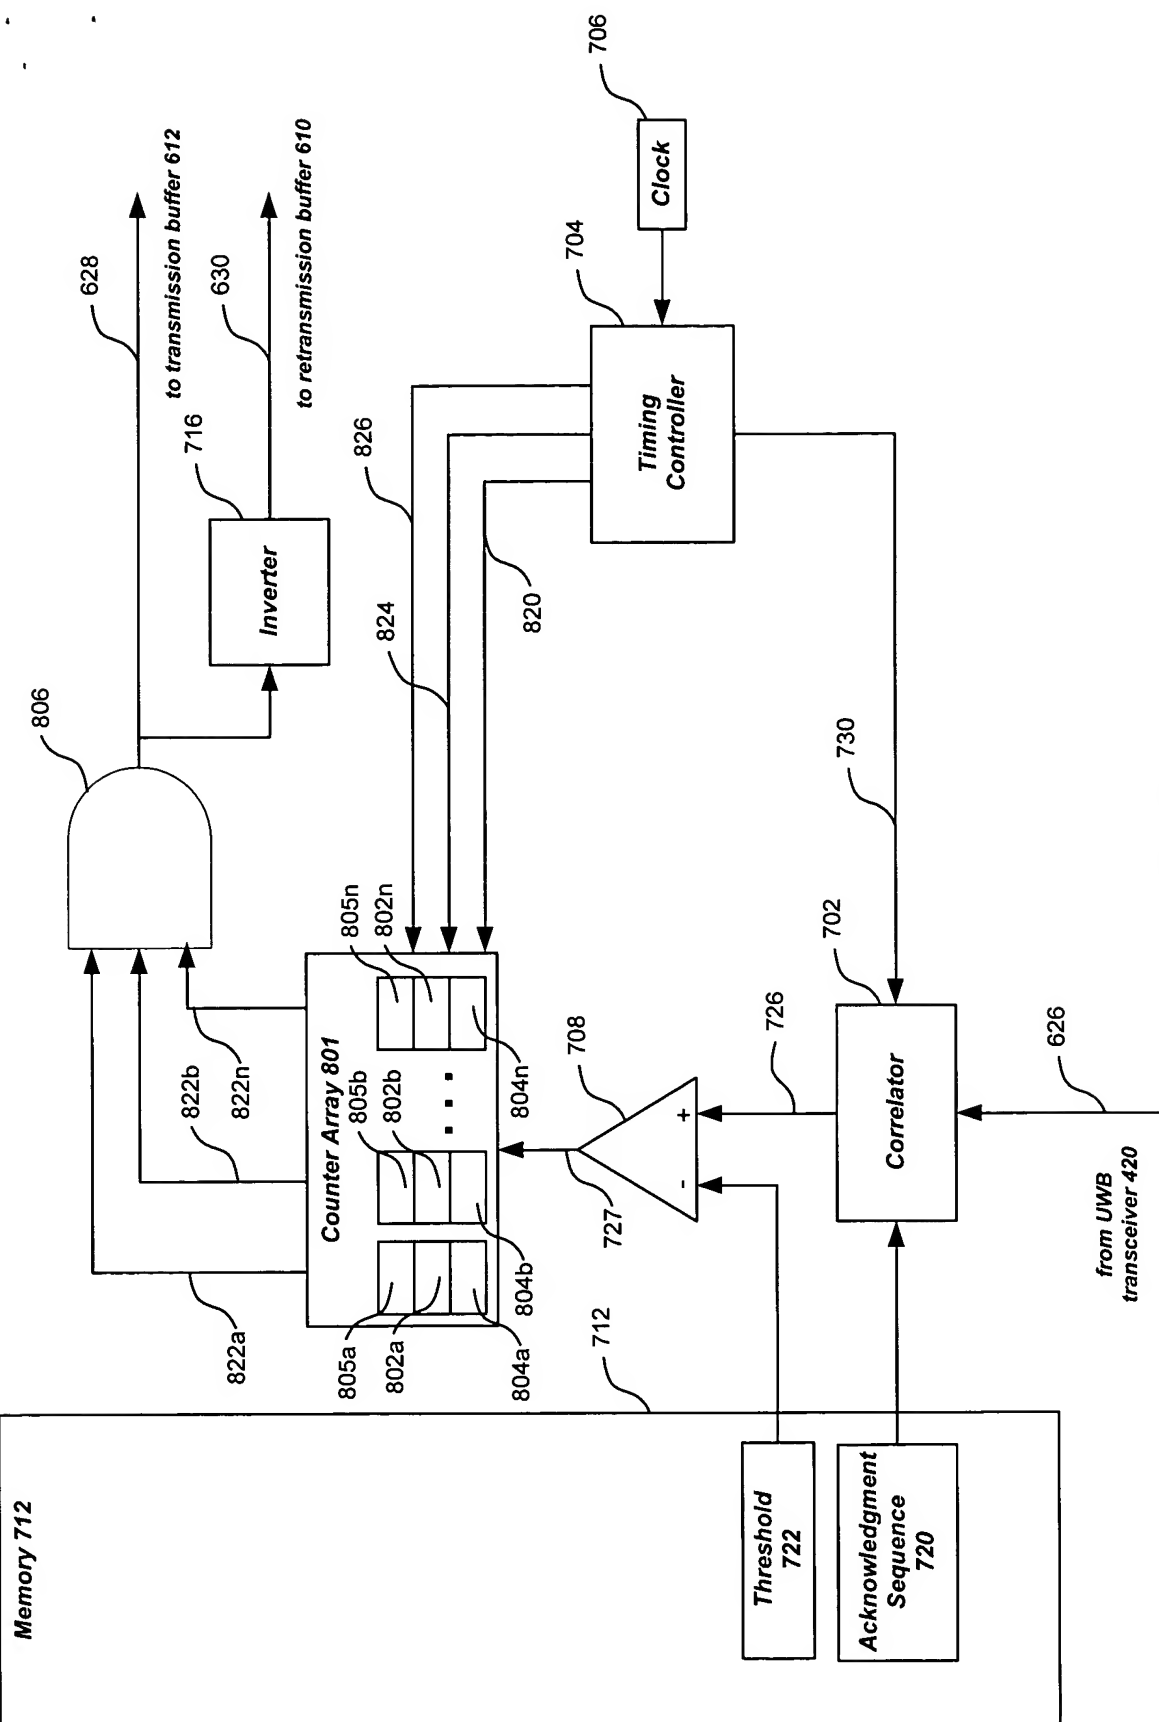 Memory 712
Threshold
722
Acknowledgment
Sequence
720
712
822a
822b
822n
806
628
to transmission buffer 612
716
Inverter
630
to retransmission buffer 610
Counter Array 801
805a
802a
804a
805b
802b
804b
805n
802n
804n
826
824
820
727
708
-
+
726
702
Correlator
730
626
from UWB
transceiver 420
704
Timing
Controller
706
Clock